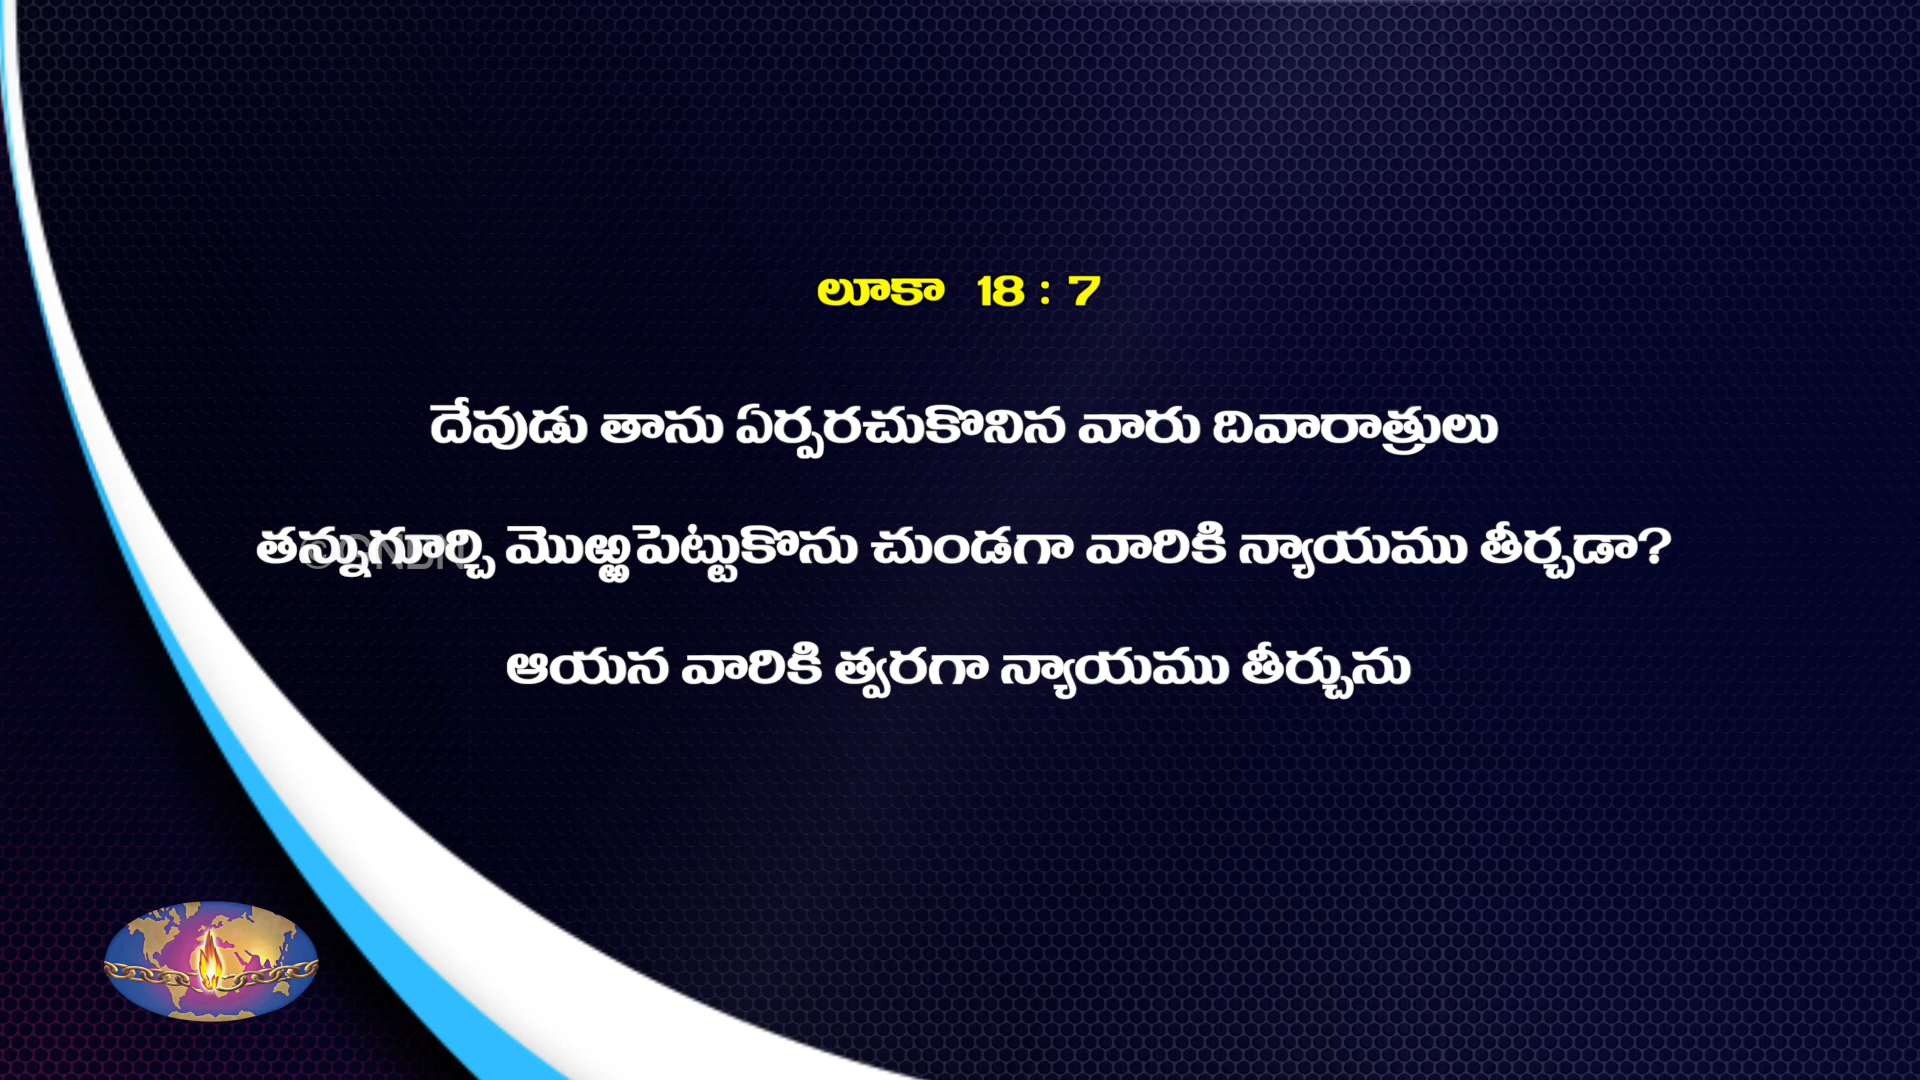 లూకా 18 : 7
దేవుడు తాను ఏర్పరచుకొనిన వారు దివారాత్రులు
తన్నుగూర్చి మొఱ్ఱపెట్టుకొను చుండగా వారికి న్యాయము తీర్చడా?
ఆయన వారికి త్వరగా న్యాయము తీర్చును